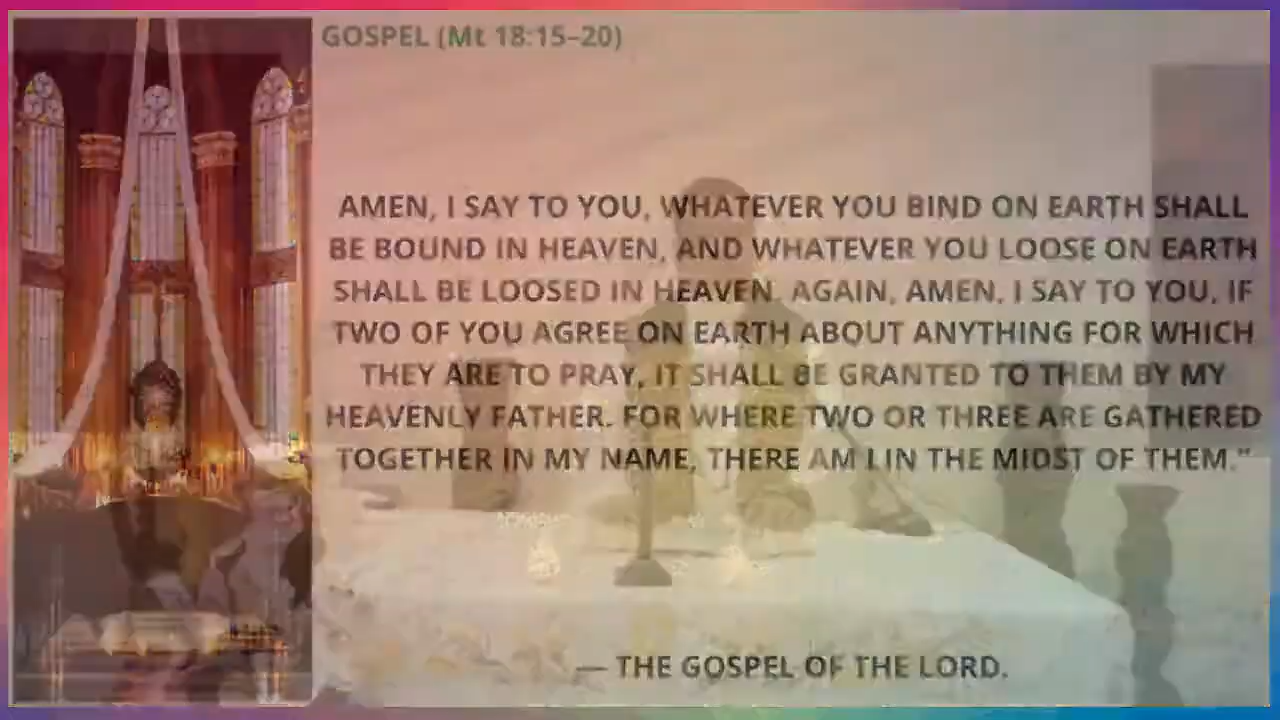 GOSPEL (Mt 18:15–20)
AMEN, I SAY TO YOU, WHATEVER YOU BIND ON EARTH SHALL
BE BOUND IN HEAVEN, AND WHATEVER YOU LOOSE ON EARTH
SHALL BE LOOSED IN HEAVEN. AGAIN, AMEN, I SAY TO YOU, IF
TWO OF YOU AGREE ON EARTH ABOUT ANYTHING FOR WHICH
THEY ARE TO PRAY, IT SHALL BE GRANTED TO THEM BY MY
HEAVENLY FATHER. FOR WHERE TWO OR THREE ARE GATHERED
TOGETHER IN MY NAME, THERE AM I IN THE MIDST OF THEM.”
— THE GOSPEL OF THE LORD.